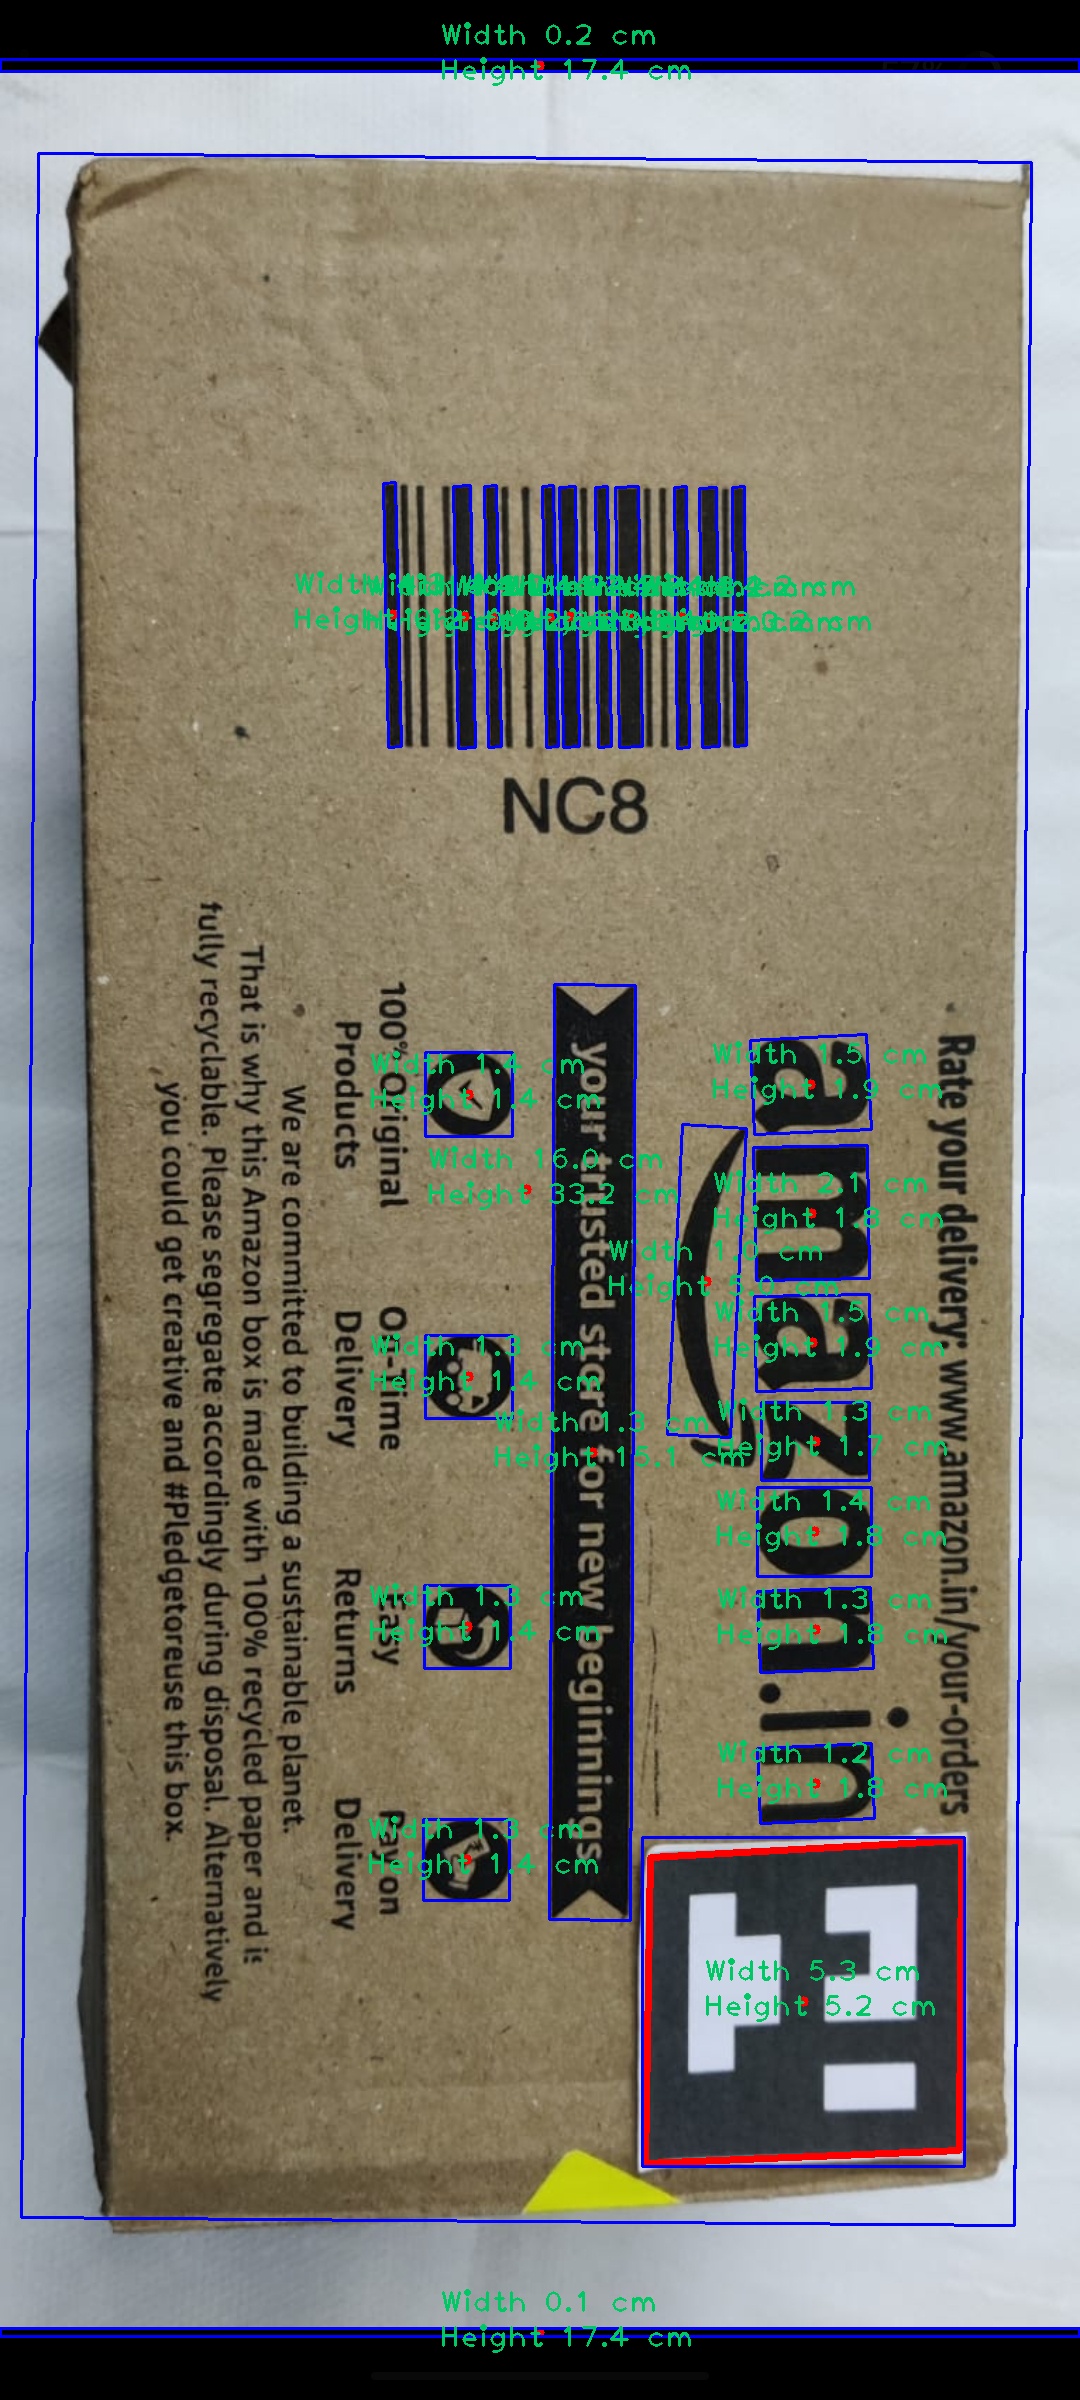 Width 0.2 cm
Height 17.4 cm
NC8
Rate your delivery: www.amazon.in/your-orders
amazon.in
your trusted store for new beginnings
100% Original
Products
On-Time
Delivery
Easy
Returns
Delivery
We are committed to building a sustainable planet.
That is why this Amazon box is made with 100% recycled paper and is
fully recyclable. Please segregate accordingly during disposal. Alternatively
you could get creative and #Pledgetoreuse this box.
Width 1.4 cm
Height 1.4 cm
Width 1.5 cm
Height 1.9 cm
Width 16.0 cm
Height 33.2 cm
Width 2.1 cm
Height 1.8 cm
Width 1.0 cm
Height 5.0 cm
Width 1.5 cm
Height 1.9 cm
Width 1.3 cm
Height 1.4 cm
Width 1.3 cm
Height 15.1 cm
Width 1.3 cm
Height 1.7 cm
Width 1.4 cm
Height 1.8 cm
Width 1.3 cm
Height 1.4 cm
Width 1.3 cm
Height 1.8 cm
Width 1.2 cm
Height 1.8 cm
Width 1.3 cm
Height 1.4 cm
Width 5.3 cm
Height 5.2 cm
Width 0.1 cm
Height 17.4 cm